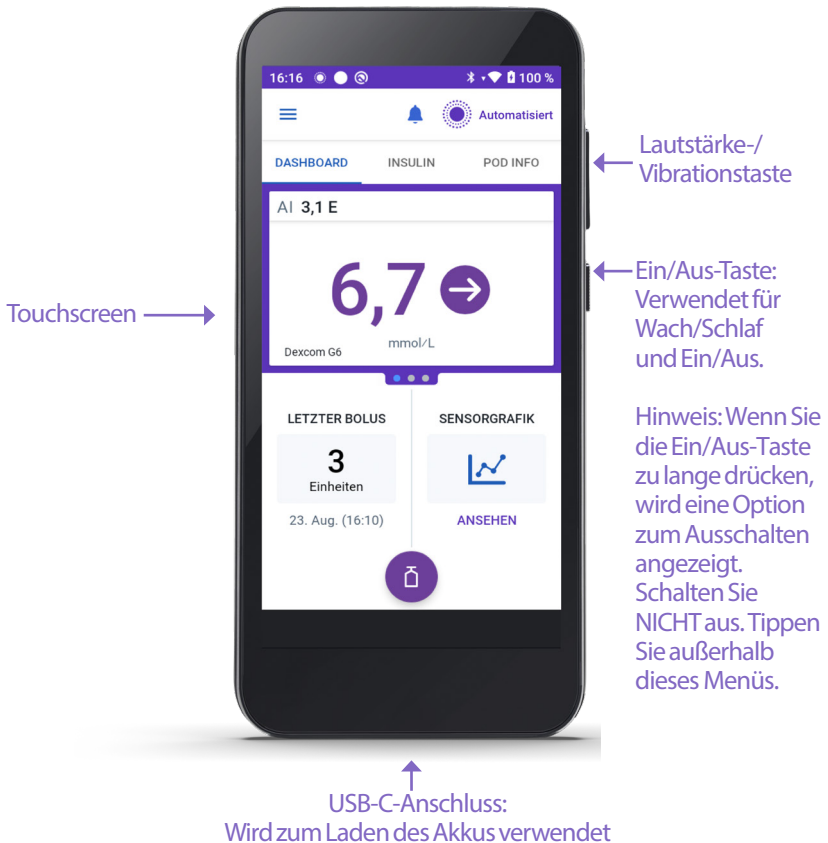 16:16 100 %
Automatisiert
DASHBOARD INSULIN POD INFO
AI 3,1 E
6,7
mmol/L
Dexcom G6
LETZTER BOLUS SENSORGRAFIK
3
Einheiten
23. Aug. (16:10) ANSEHEN
Touchscreen
Lautstärke-/
Vibrationstaste
Ein/Aus-Taste:
Verwendet für
Wach/Schlaf
und Ein/Aus.
Hinweis: Wenn Sie
die Ein/Aus-Taste
zu lange drücken,
wird eine Option
zum Ausschalten
angezeigt.
Schalten Sie
NICHT aus. Tippen
Sie außerhalb
dieses Menüs.
USB-C-Anschluss:
Wird zum Laden des Akkus verwendet